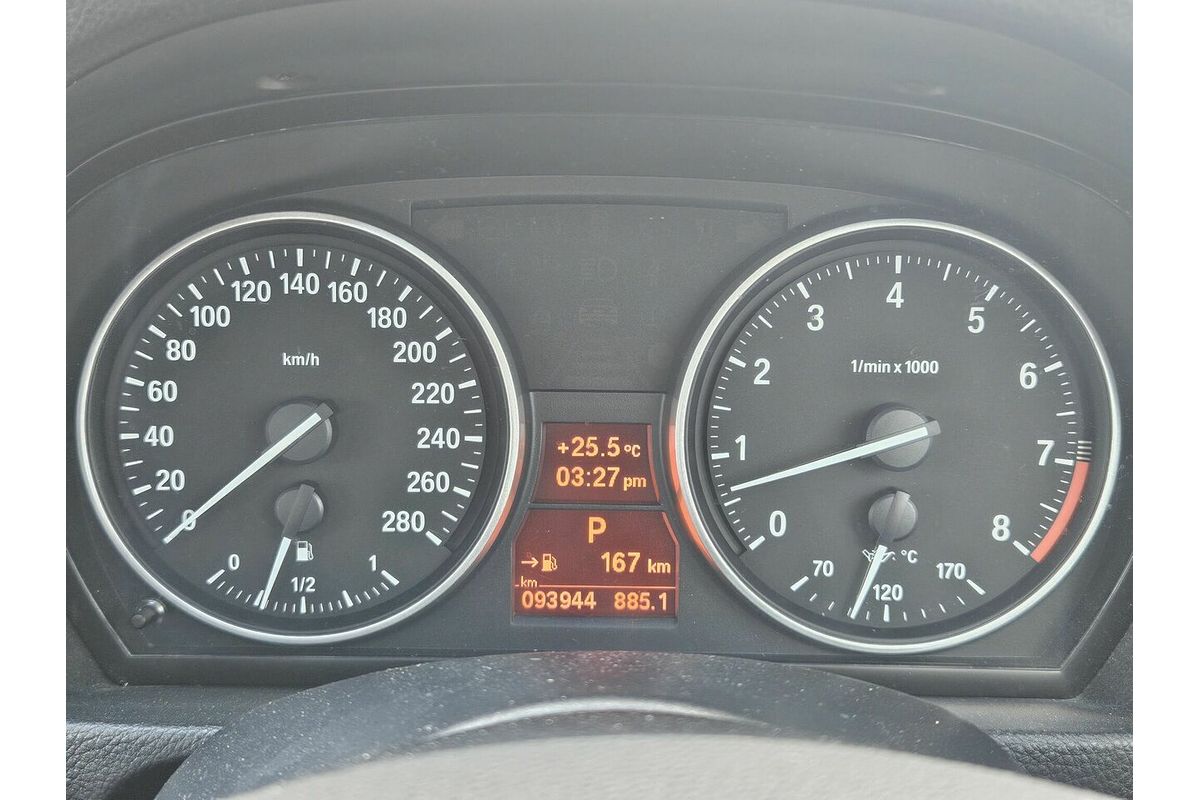 0 20 40 60 80 100 120 140 160 180 200 220 240 260 280
km/h
0 1/2 1
+25.5 °C
03:27 pm
P
167 km
km
093944 885.1
0 1 2 3 4 5 6 7 8
1/min x 1000
°C
70 120 170